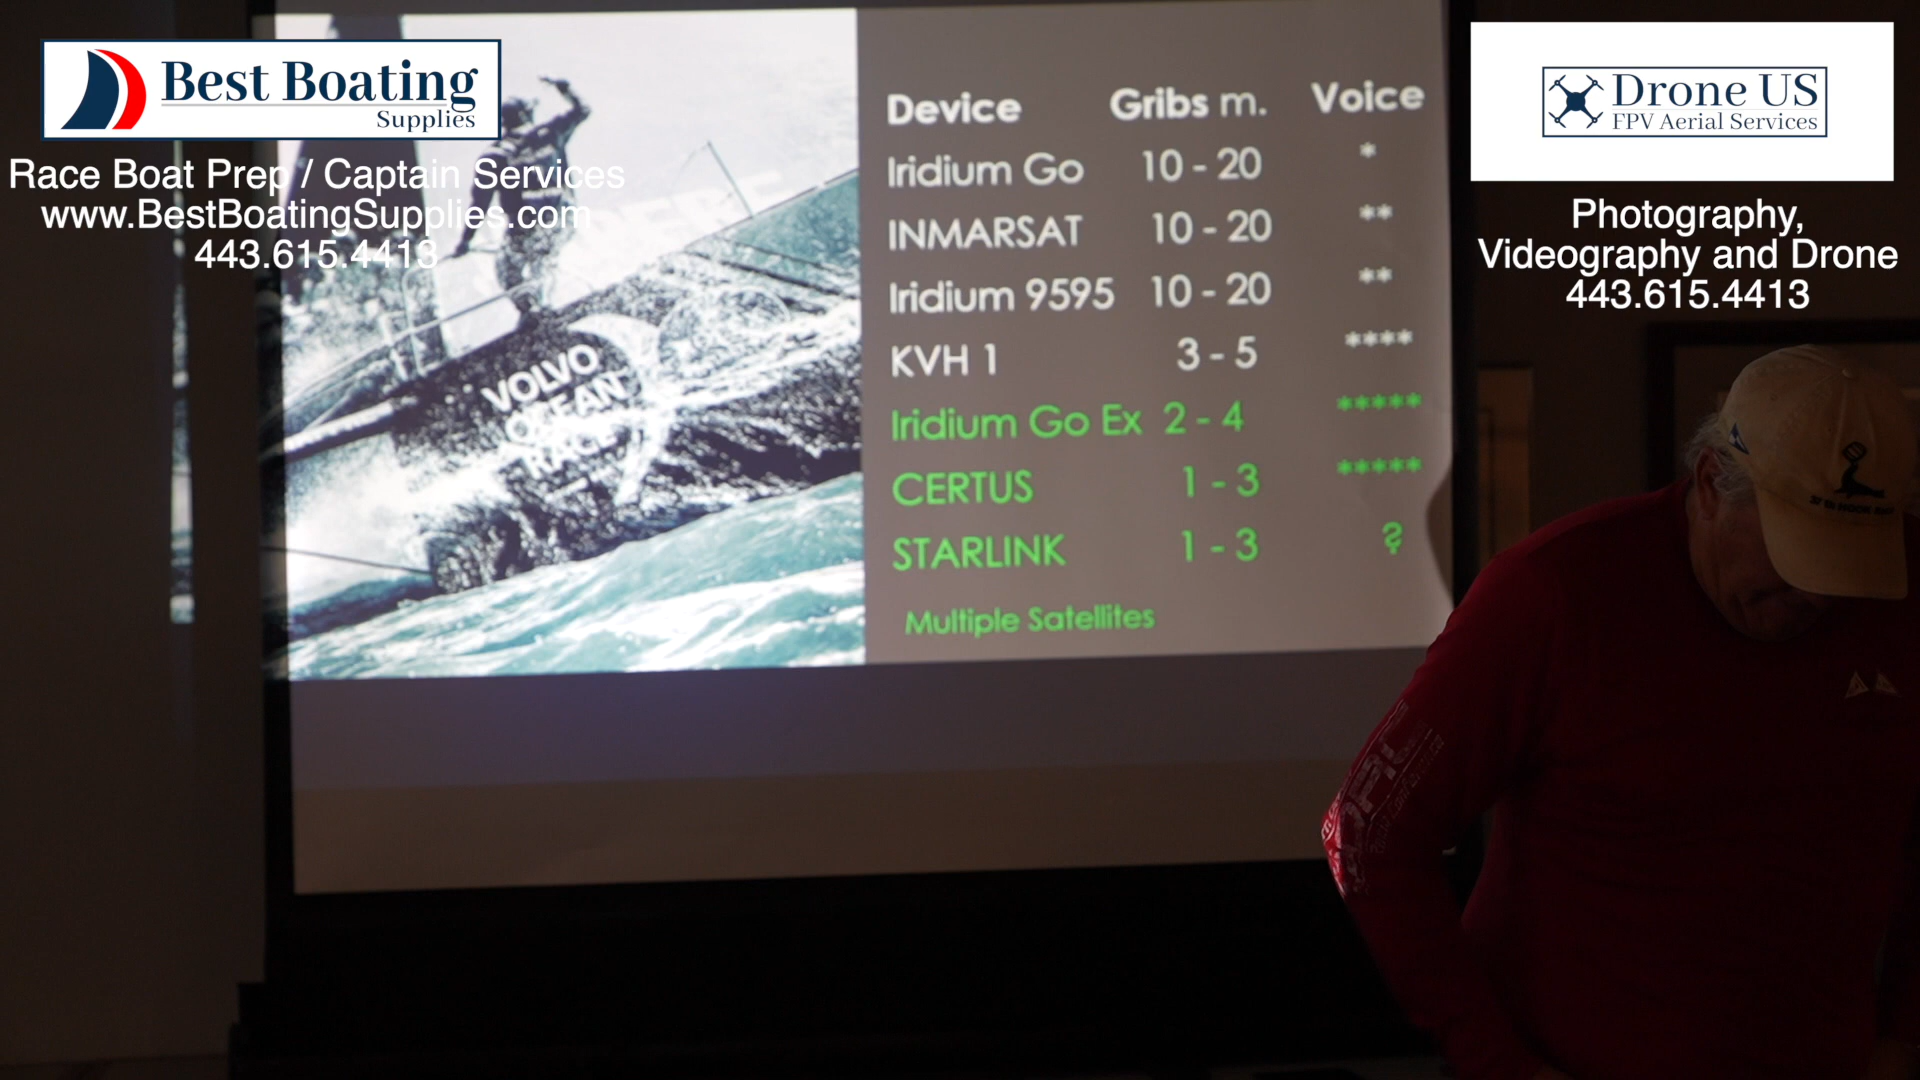 Best Boating
Supplies
Race Boat Prep / Captain Services
www.BestBoatingSupplies.com
443.615.4413
Drone US
FPV Aerial Services
Photography,
Videography and Drone
443.615.4413
Device Gribs m. Voice
Iridium Go 10 - 20 *
INMARSAT 10 - 20 **
Iridium 9595 10 - 20 **
KVH 1 3 - 5 ****
Iridium Go Ex 2 - 4 *****
CERTUS 1 - 3 *****
STARLINK 1 - 3 ?
Multiple Satellites
VOLVO
OCEAN
RACE